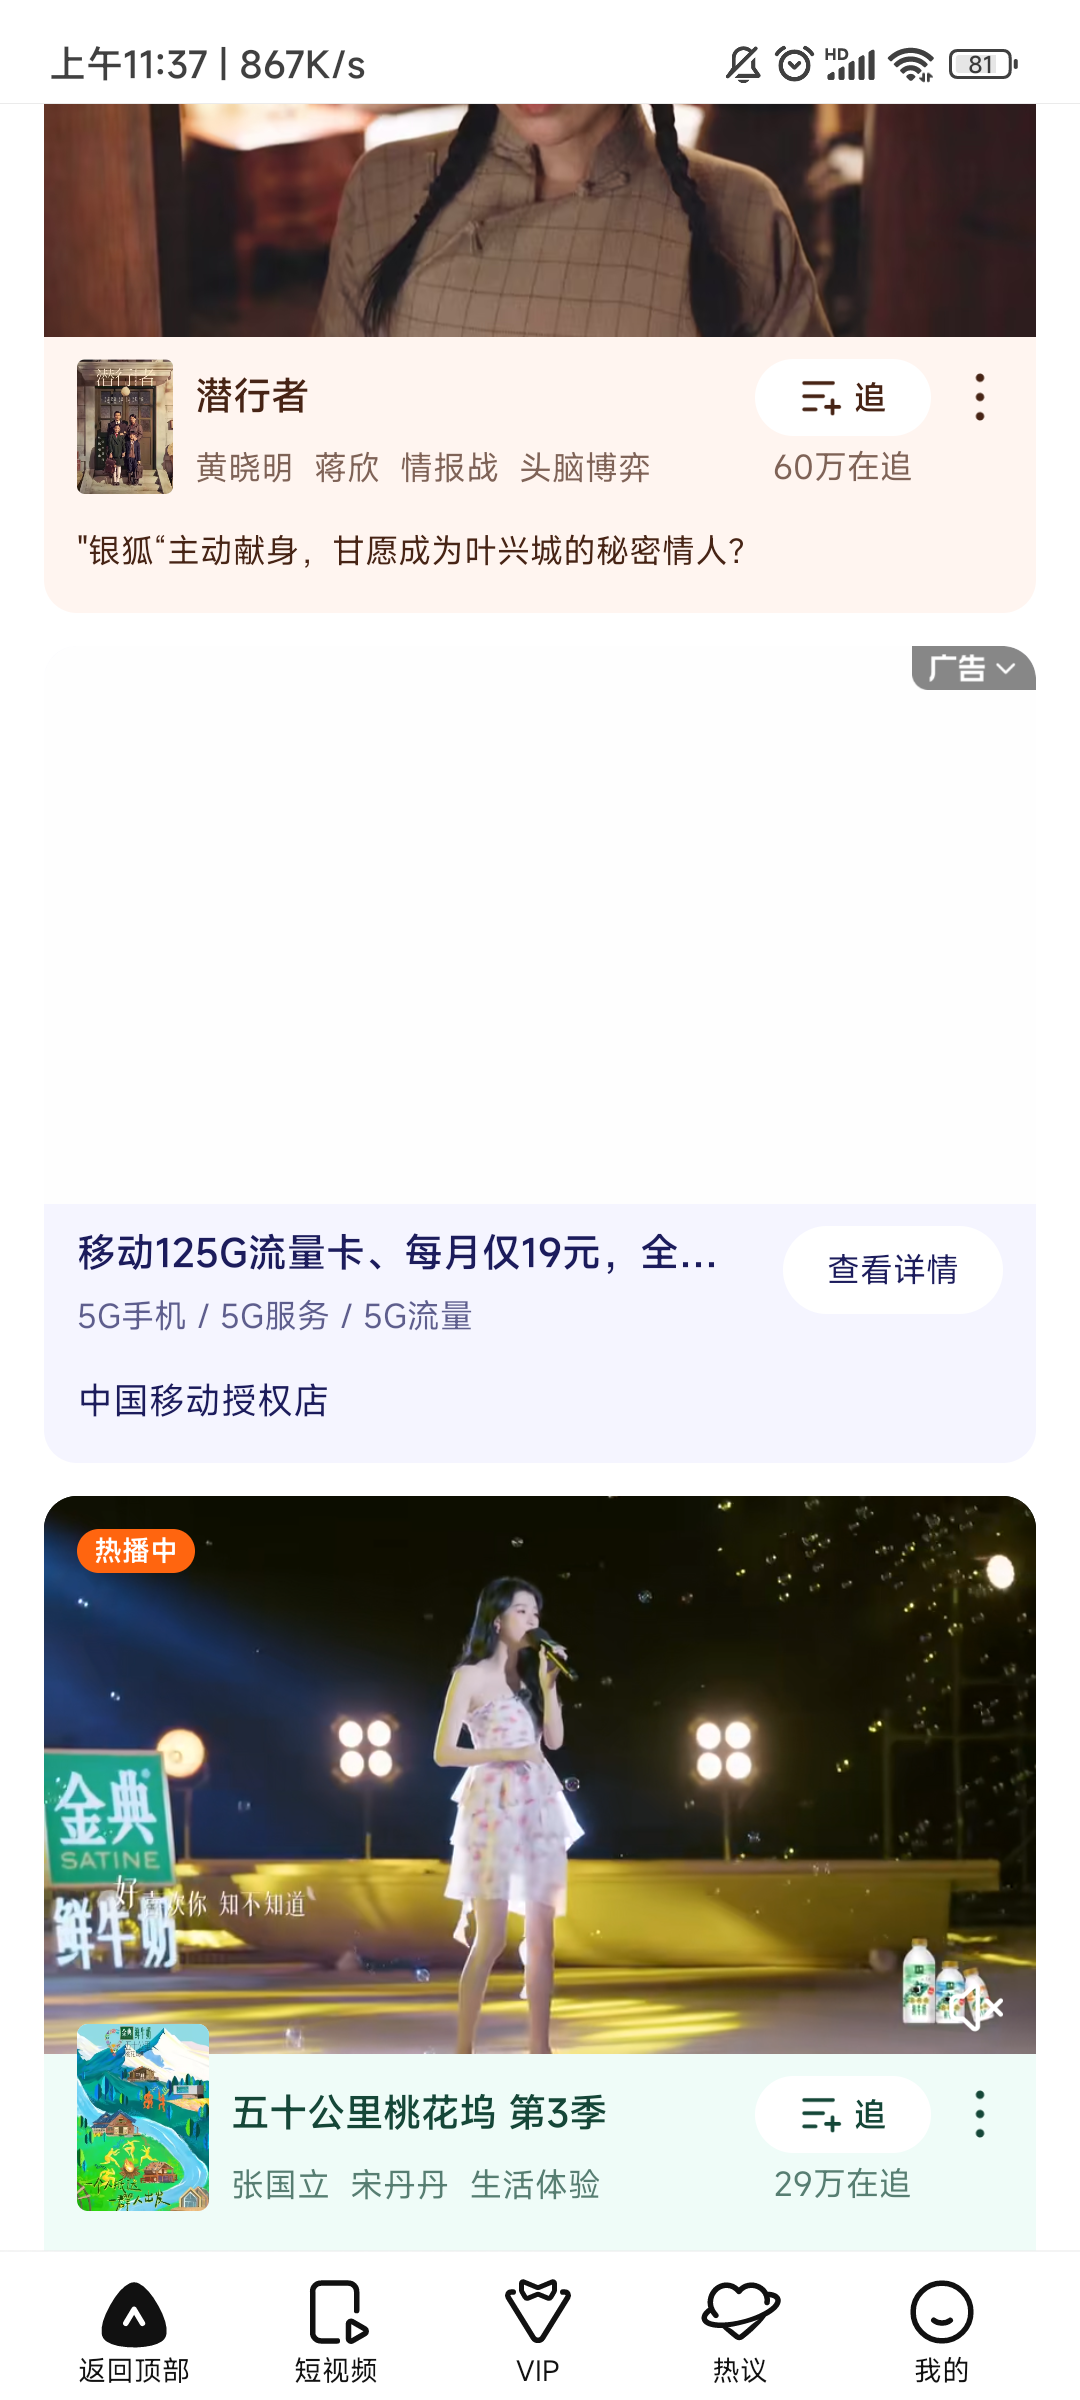 上午11:37 | 867K/s
HD
81
潜行者
潜行者
追
黄晓明 蒋欣 情报战 头脑博弈
60万在追
"银狐“主动献身，甘愿成为叶兴城的秘密情人？
广告
移动125G流量卡、每月仅19元，全...
查看详情
5G手机 / 5G服务 / 5G流量
中国移动授权店
热播中
金典
SATINE
鲜牛奶
好喜欢你 知不知道
五十公里桃花坞 第3季
追
张国立 宋丹丹 生活体验
29万在追
返回顶部
短视频
VIP
热议
我的